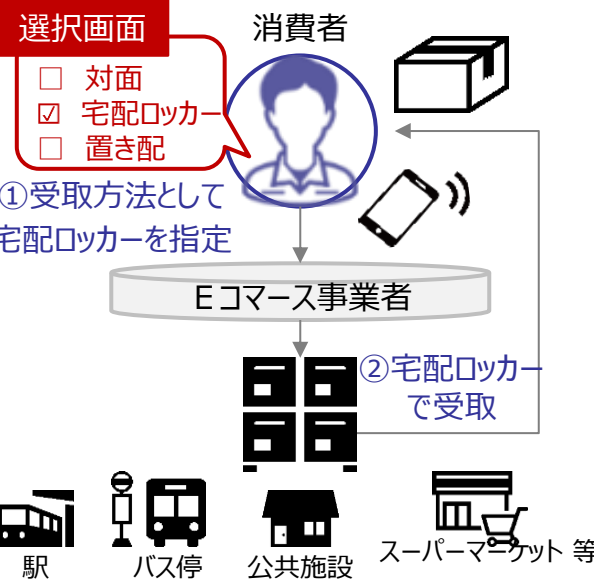 選択画面
消費者
□ 対面
☑ 宅配ロッカー
□ 置き配
①受取方法として
宅配ロッカーを指定
Eコマース事業者
②宅配ロッカー
で受取
駅
バス停
公共施設
スーパーマーケット 等